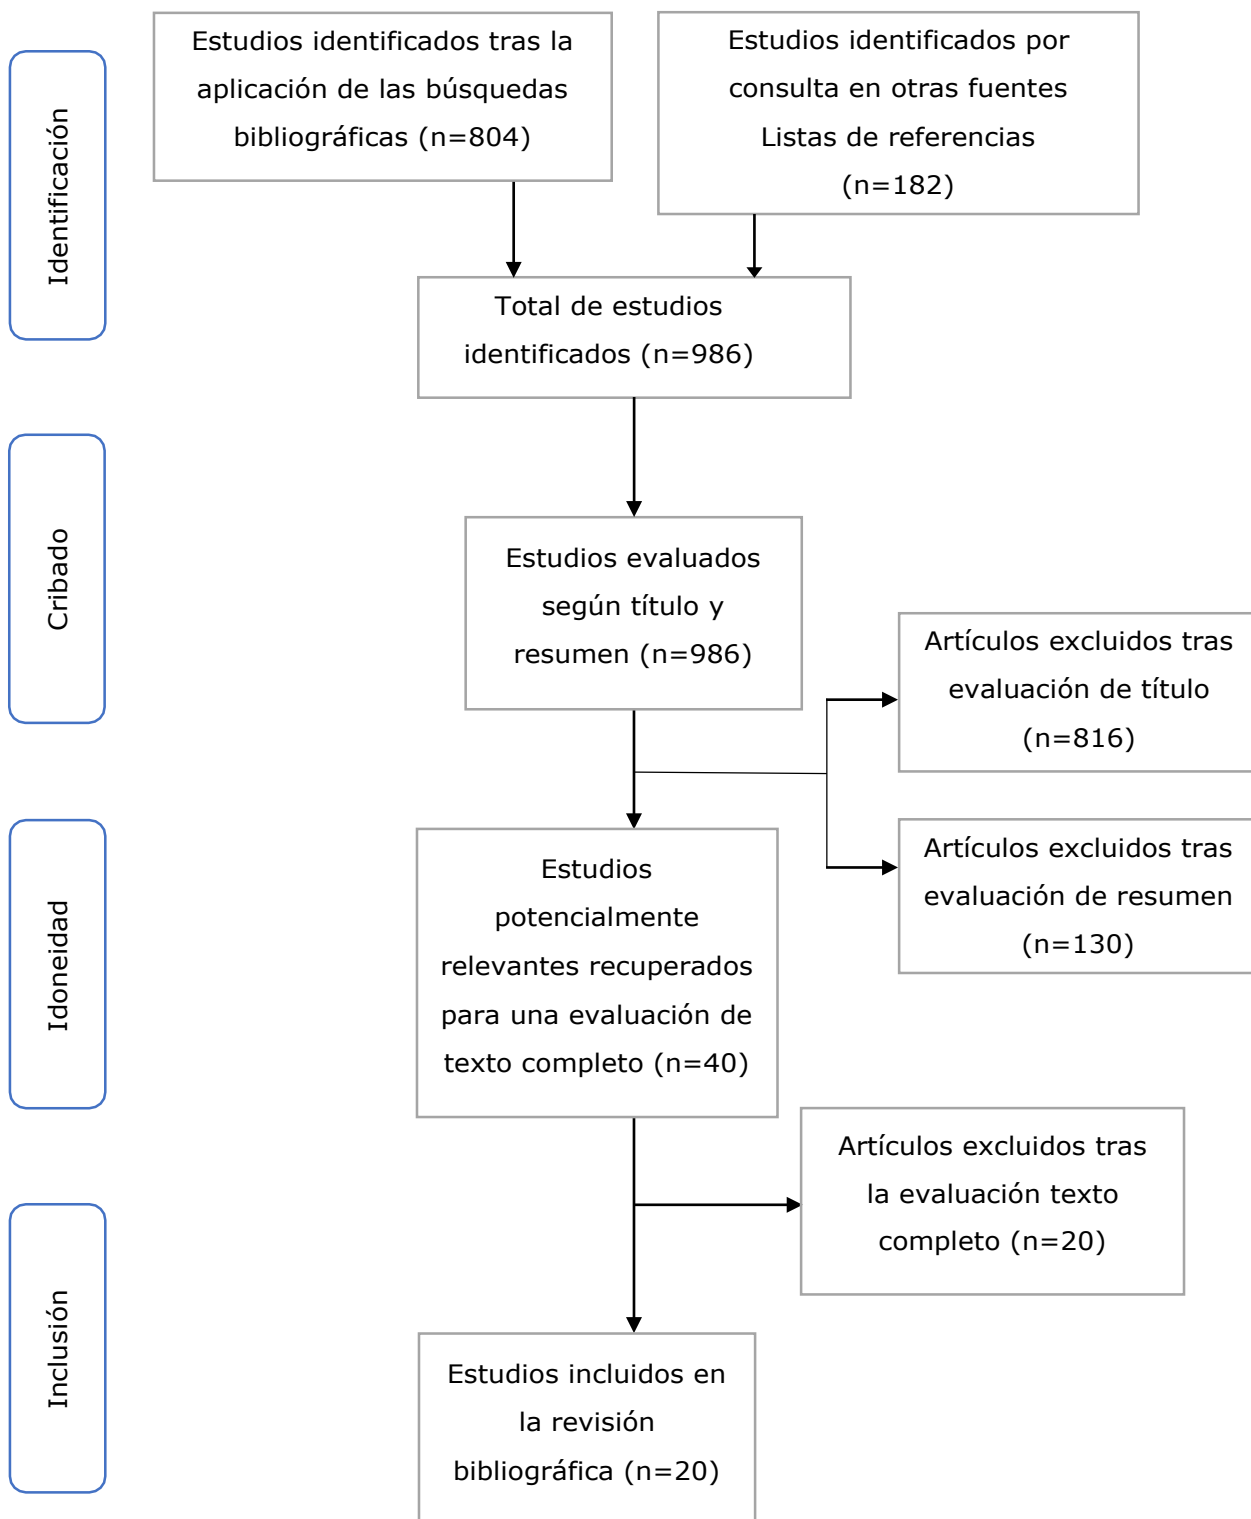 Identificación
Estudios identificados tras la
aplicación de las búsquedas
bibliográficas (n=804)
Estudios identificados por
consulta en otras fuentes
Listas de referencias
(n=182)
Total de estudios
identificados (n=986)
Cribado
Estudios evaluados
según título y
resumen (n=986)
Artículos excluidos tras
evaluación de título
(n=816)
Artículos excluidos tras
evaluación de resumen
(n=130)
Idoneidad
Estudios
potencialmente
relevantes recuperados
para una evaluación de
texto completo (n=40)
Artículos excluidos tras
la evaluación texto
completo (n=20)
Inclusión
Estudios incluidos en
la revisión
bibliográfica (n=20)